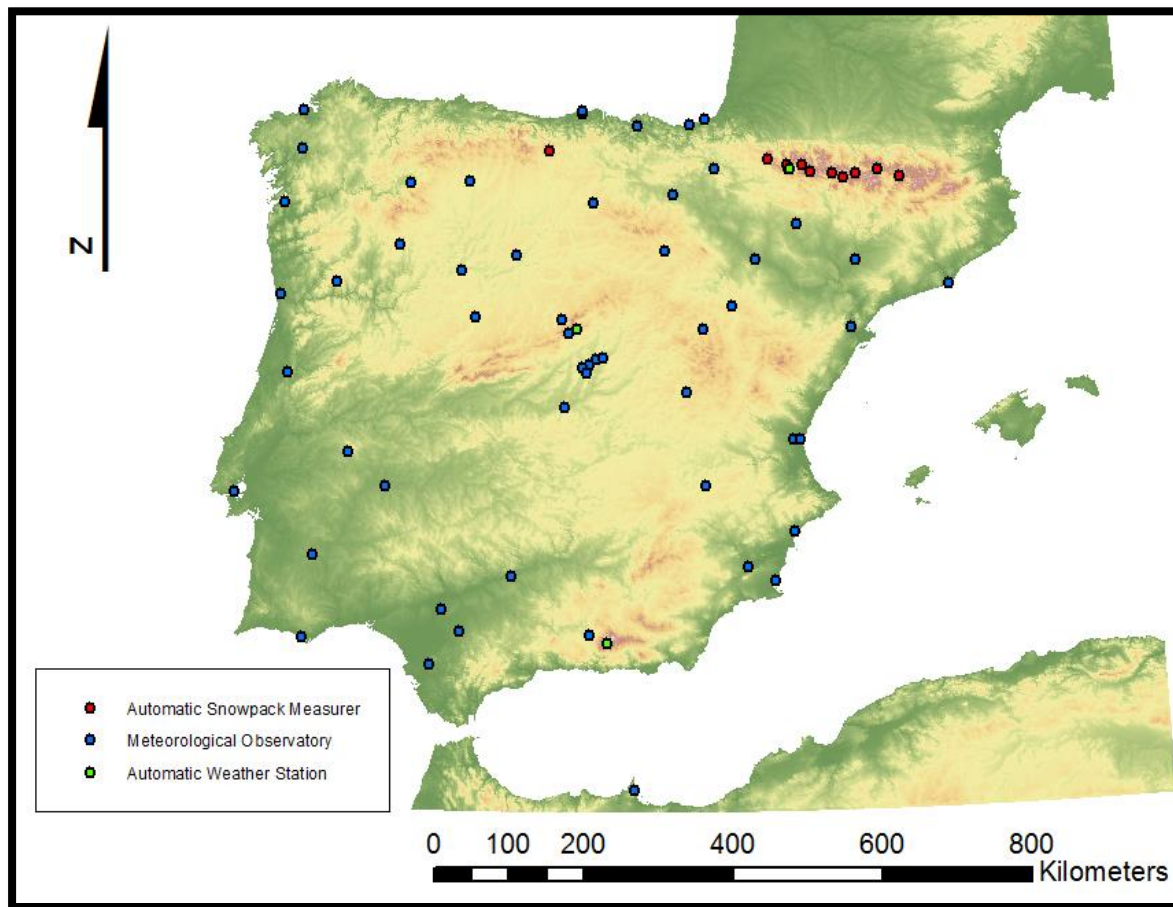 N
Automatic Snowpack Measurer
Meteorological Observatory
Automatic Weather Station
0 100 200 400 600 800
Kilometers